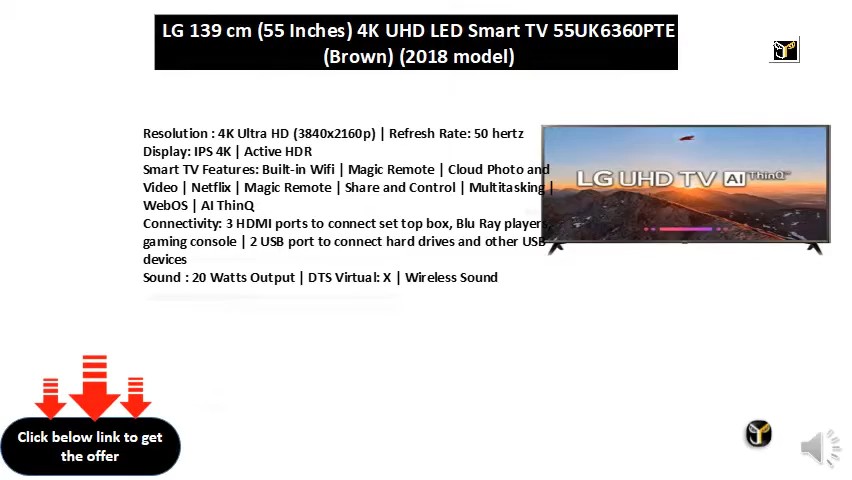 LG 139 cm (55 Inches) 4K UHD LED Smart TV 55UK6360PTE
(Brown) (2018 model)
Resolution : 4K Ultra HD (3840x2160p) | Refresh Rate: 50 hertz
Display: IPS 4K | Active HDR
Smart TV Features: Built-in Wifi | Magic Remote | Cloud Photo and
Video | Netflix | Magic Remote | Share and Control | Multitasking |
WebOS | AI ThinQ
Connectivity: 3 HDMI ports to connect set top box, Blu Ray players,
gaming console | 2 USB port to connect hard drives and other USB
devices
Sound : 20 Watts Output | DTS Virtual: X | Wireless Sound
LG UHD TV AI ThinQ
Click below link to get
the offer